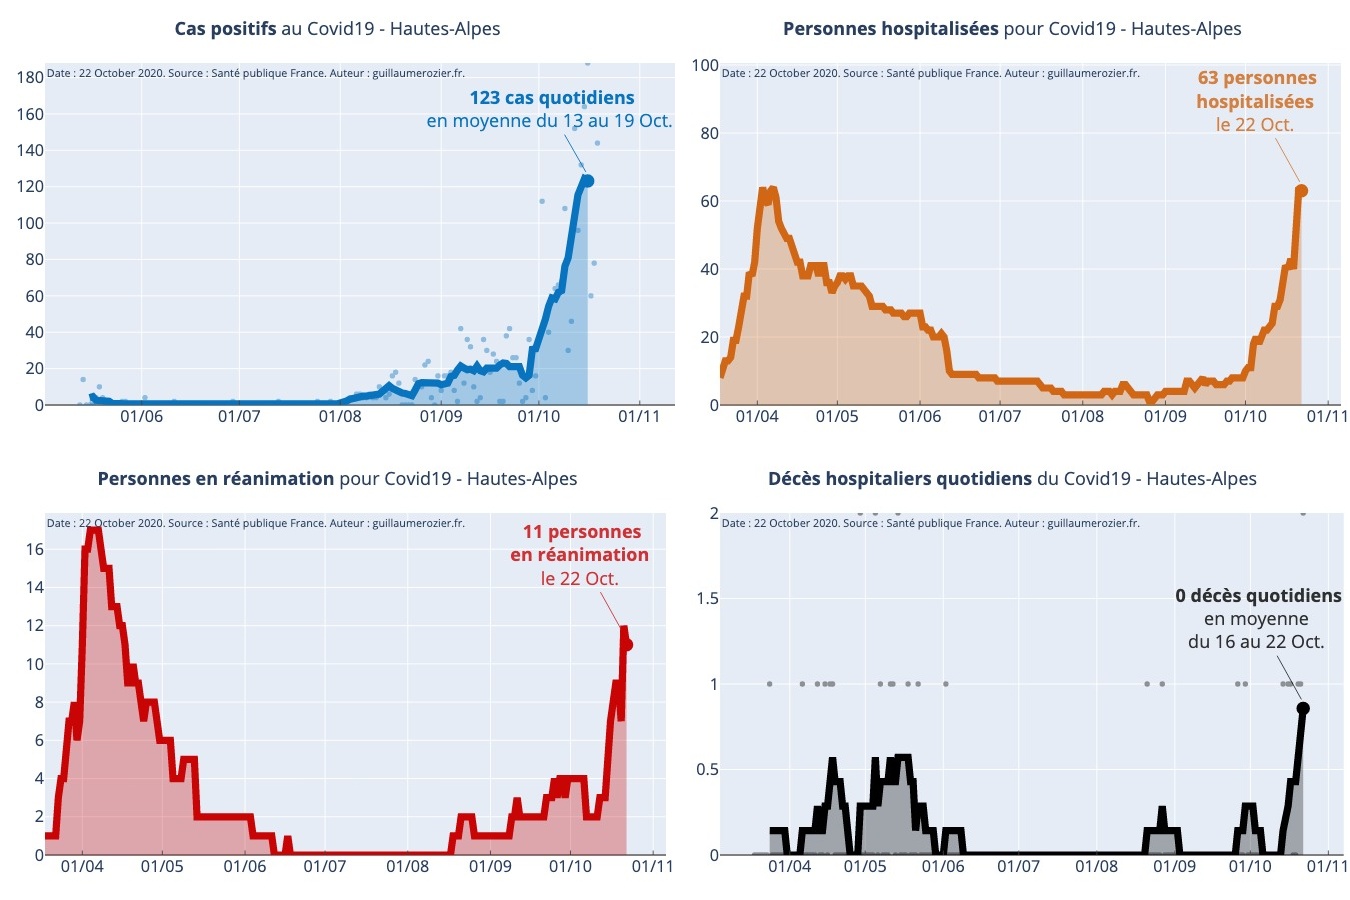 Cas positifs au Covid19 - Hautes-Alpes
Date : 22 October 2020. Source : Santé publique France. Auteur : guillaumerozier.fr.
123 cas quotidiens
en moyenne du 13 au 19 Oct.
180
160
140
120
100
80
60
40
20
0
01/06 01/07 01/08 01/09 01/10 01/11
Personnes hospitalisées pour Covid19 - Hautes-Alpes
Date : 22 October 2020. Source : Santé publique France. Auteur : guillaumerozier.fr.
63 personnes
hospitalisées
le 22 Oct.
100
80
60
40
20
0
01/04 01/05 01/06 01/07 01/08 01/09 01/10 01/11
Personnes en réanimation pour Covid19 - Hautes-Alpes
Date : 22 October 2020. Source : Santé publique France. Auteur : guillaumerozier.fr.
11 personnes
en réanimation
le 22 Oct.
16
14
12
10
8
6
4
2
0
01/04 01/05 01/06 01/07 01/08 01/09 01/10 01/11
Décès hospitaliers quotidiens du Covid19 - Hautes-Alpes
Date : 22 October 2020. Source : Santé publique France. Auteur : guillaumerozier.fr.
0 décès quotidiens
en moyenne
du 16 au 22 Oct.
2
1.5
1
0.5
0
01/04 01/05 01/06 01/07 01/08 01/09 01/10 01/11